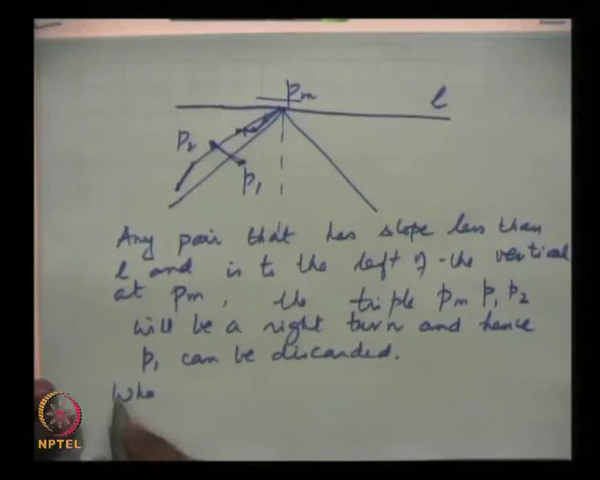 Pm
l
P2
P1
Any pair that has slope less than
l and is to the left of the vertical
at Pm, the triple Pm P1 P2
will be a right turn and hence
P1 can be discarded.
Who
NPTEL